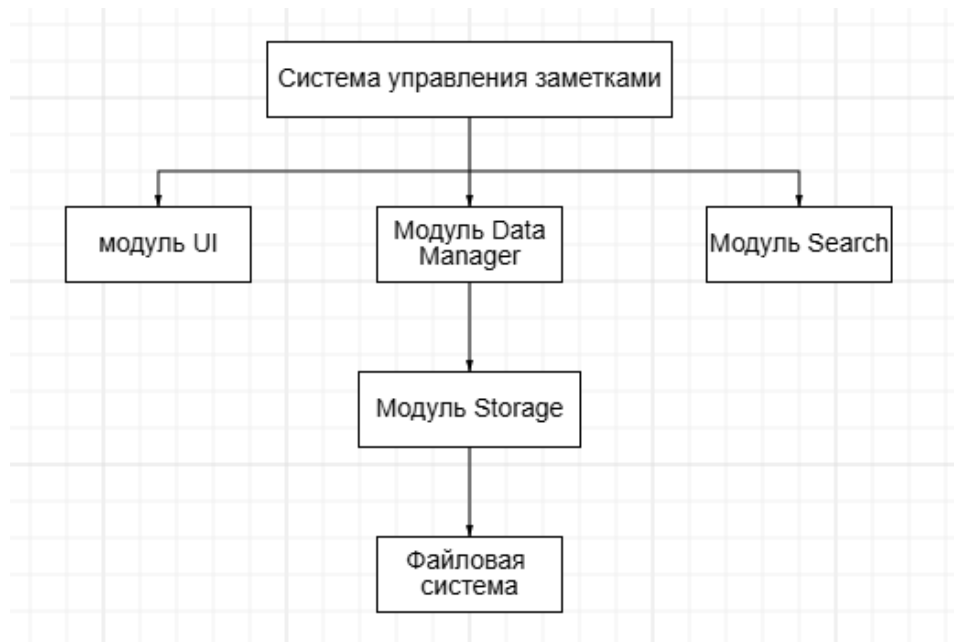 Система управления заметками
модуль UI
Модуль Data
Manager
Модуль Search
Модуль Storage
Файловая
система